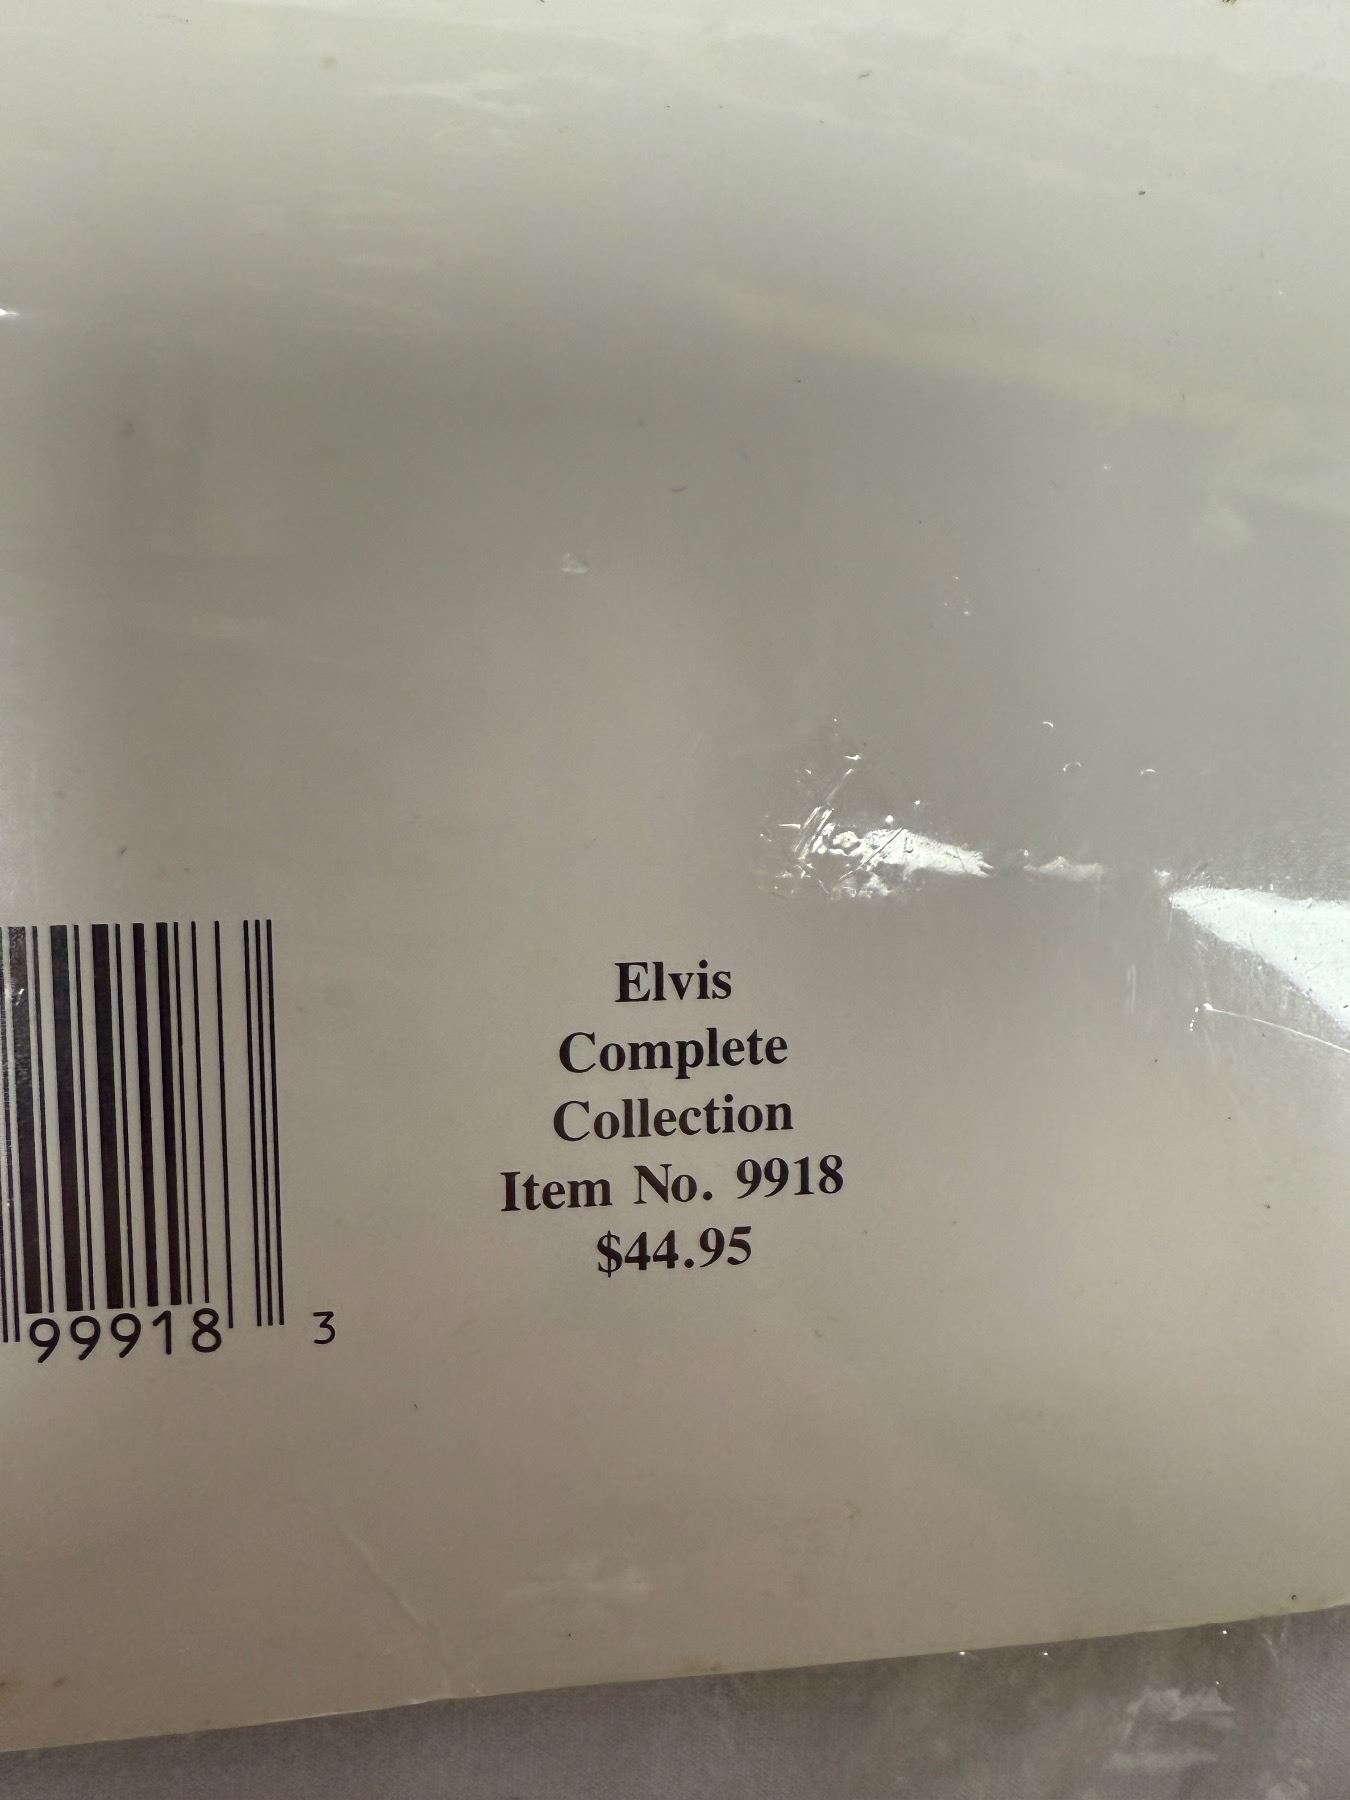 Elvis
Complete
Collection
Item No. 9918
$44.95
99918 3